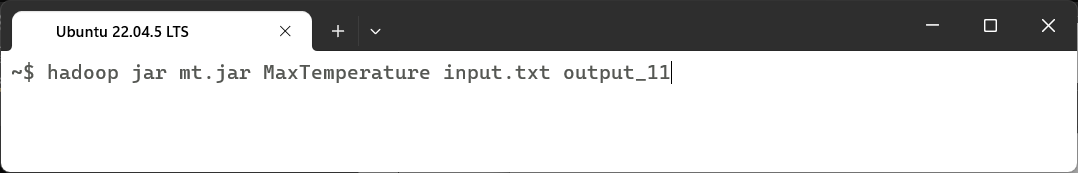 Ubuntu 22.04.5 LTS
~$ hadoop jar mt.jar MaxTemperature input.txt output_11